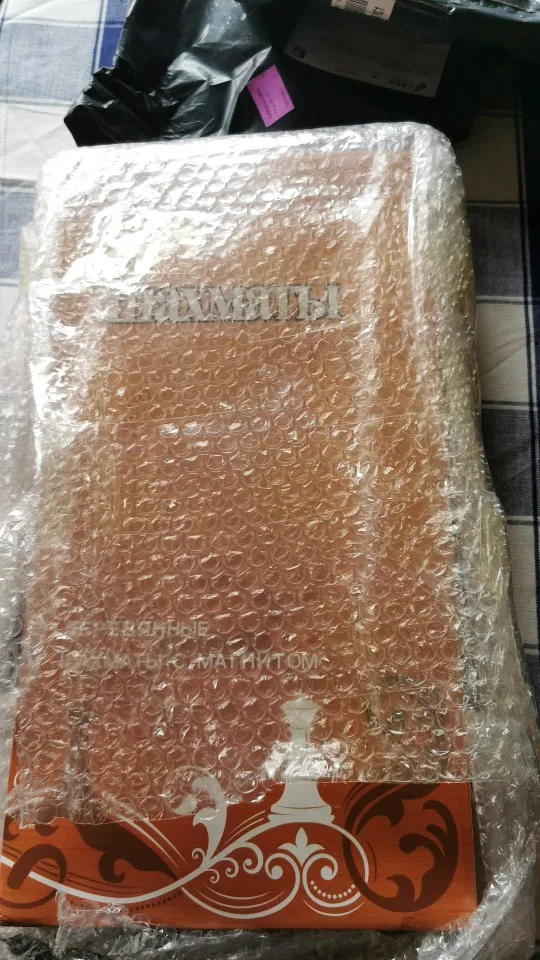 шахматы
ДЕРЕВЯННЫЕ
ШАХМАТЫ С МАГНИТОМ